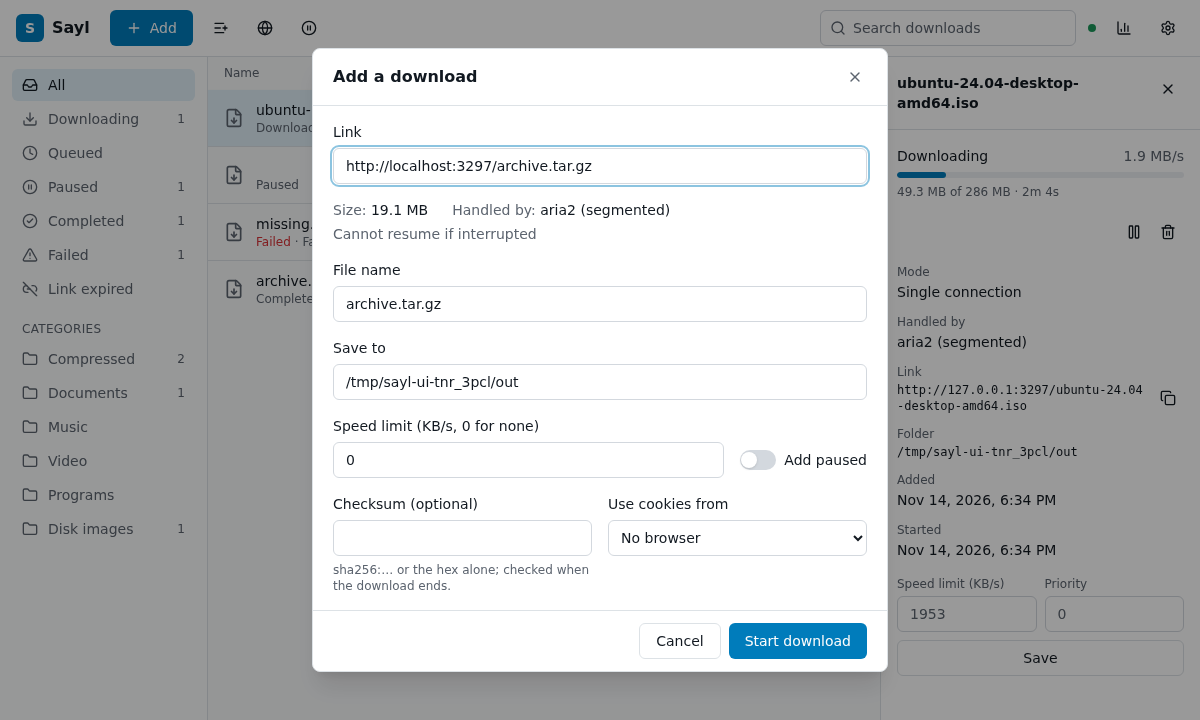 S Sayl
Add
Search downloads
All
Downloading 1
Queued
Paused 1
Completed 1
Failed 1
Link expired
CATEGORIES
Compressed 2
Documents 1
Music
Video
Programs
Disk images 1
Name
ubuntu-
Downloa
Paused
missing.
Failed · Fa
archive.
Complete
Add a download
Link
http://localhost:3297/archive.tar.gz
Size: 19.1 MB Handled by: aria2 (segmented)
Cannot resume if interrupted
File name
archive.tar.gz
Save to
/tmp/sayl-ui-tnr_3pcl/out
Speed limit (KB/s, 0 for none)
0
Add paused
Checksum (optional)
Use cookies from
No browser
sha256:... or the hex alone; checked when
the download ends.
Cancel
Start download
ubuntu-24.04-desktop-
amd64.iso
Downloading 1.9 MB/s
49.3 MB of 286 MB · 2m 4s
Mode
Single connection
Handled by
aria2 (segmented)
Link
http://127.0.0.1:3297/ubuntu-24.04
-desktop-amd64.iso
Folder
/tmp/sayl-ui-tnr_3pcl/out
Added
Nov 14, 2026, 6:34 PM
Started
Nov 14, 2026, 6:34 PM
Speed limit (KB/s) Priority
1953 0
Save